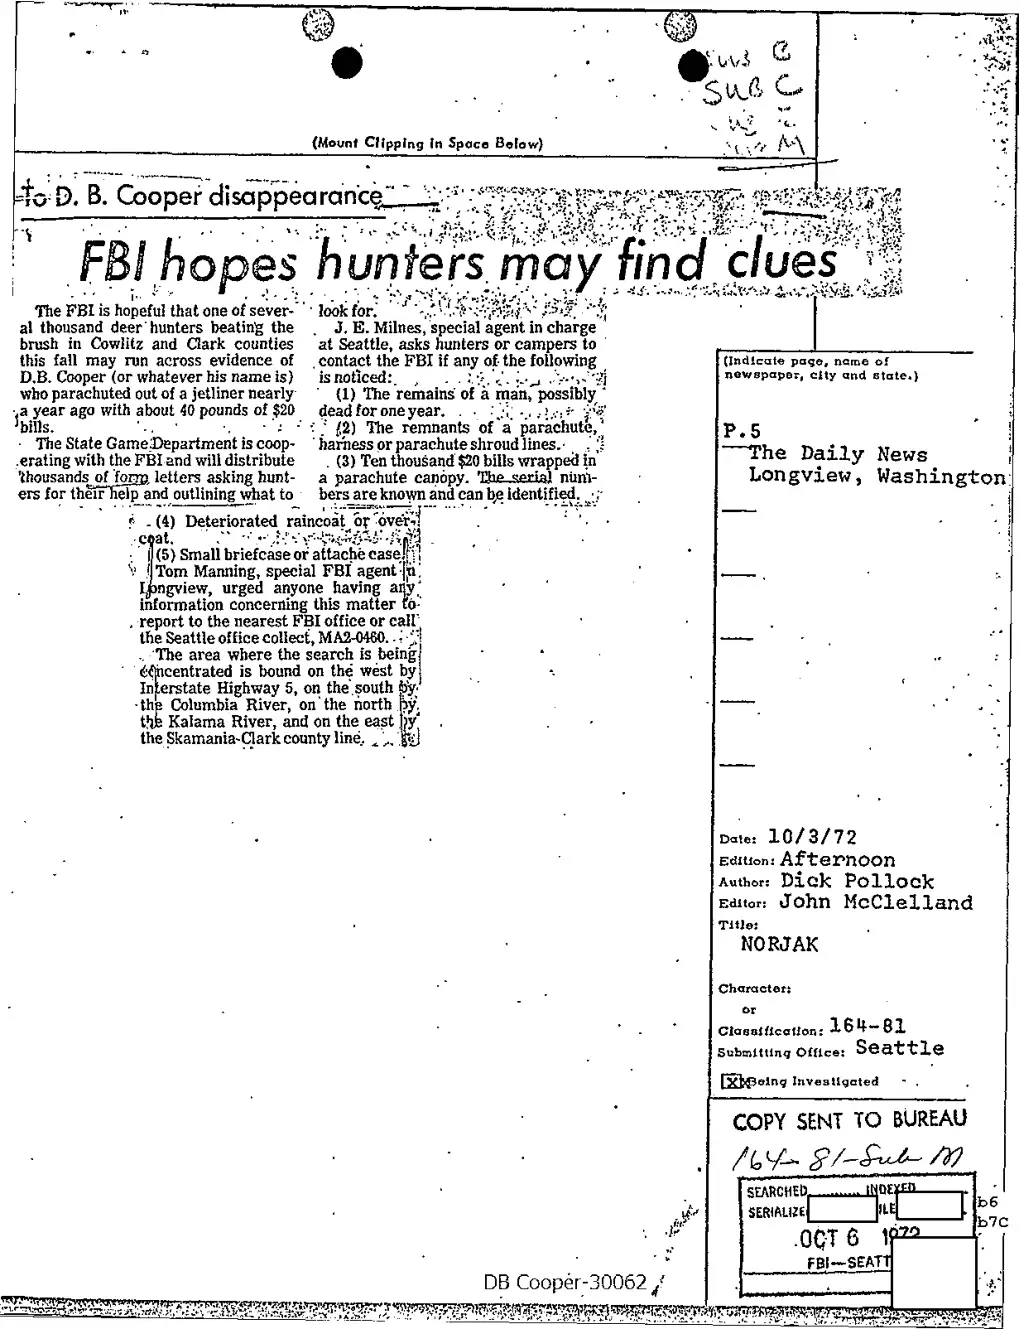 SUB C
M
(Mount Clipping in Space Below)
to D. B. Cooper disappearance
FBI hopes hunters may find clues
The FBI is hopeful that one of sever-
al thousand deer hunters beating the
brush in Cowlitz and Clark counties
this fall may run across evidence of
D.B. Cooper (or whatever his name is)
who parachuted out of a jetliner nearly
a year ago with about 40 pounds of $20
bills.
The State Game Department is coop-
erating with the FBI and will distribute
thousands of form letters asking hunt-
ers for their help and outlining what to
look for.
J. E. Milnes, special agent in charge
at Seattle, asks hunters or campers to
contact the FBI if any of the following
is noticed:
(1) The remains of a man, possibly
dead for one year.
(2) The remnants of a parachute,
harness or parachute shroud lines.
(3) Ten thousand $20 bills wrapped in
a parachute canopy. The serial num-
bers are known and can be identified.
(4) Deteriorated raincoat or over-
coat.
(5) Small briefcase or attache case.
Tom Manning, special FBI agent in
Longview, urged anyone having any
information concerning this matter to
report to the nearest FBI office or call
the Seattle office collect, MA2-0460.
The area where the search is being
concentrated is bound on the west by
Interstate Highway 5, on the south by
the Columbia River, on the north by
the Kalama River, and on the east by
the Skamania-Clark county line.
(Indicate page, name of
newspaper, city and state.)
P.5
The Daily News
Longview, Washington
Date: 10/3/72
Edition: Afternoon
Author: Dick Pollock
Editor: John McClelland
Title:
NORJAK
Character:
or
Classification: 164-81
Submitting Office: Seattle
X Being Investigated
COPY SENT TO BUREAU
164-81-Sub M
SEARCHED INDEXED
SERIALIZE ILE
OCT 6 1972
FBI—SEATT
b6
b7C
DB Cooper-30062